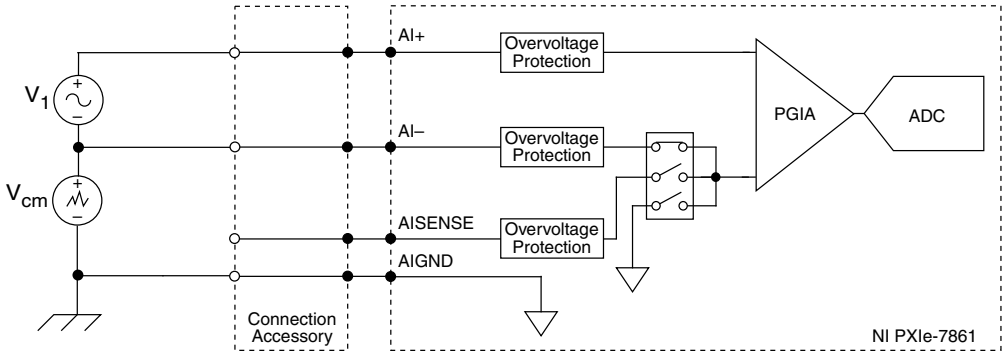 AI+
Overvoltage
Protection
V1
+
−
PGIA
ADC
AI−
Overvoltage
Protection
Vcm
+
−
AISENSE
Overvoltage
Protection
AIGND
Connection
Accessory
NI PXIe-7861